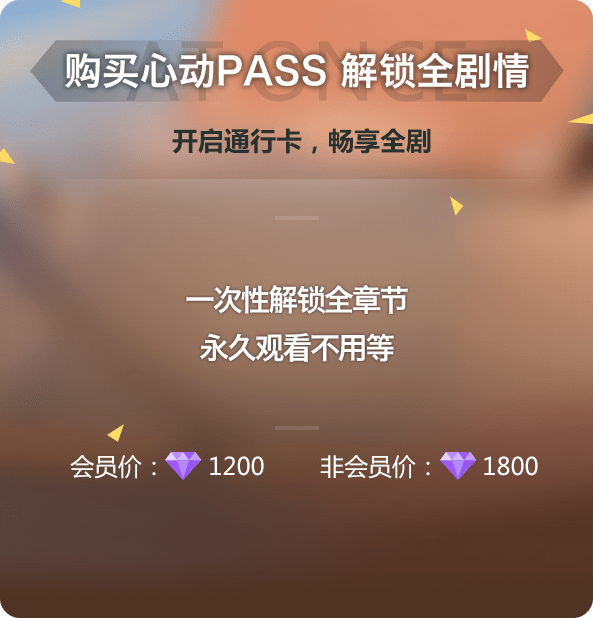 AT ONCE
购买心动PASS 解锁全剧情
开启通行卡，畅享全剧
一次性解锁全章节
永久观看不用等
会员价：1200 非会员价：1800